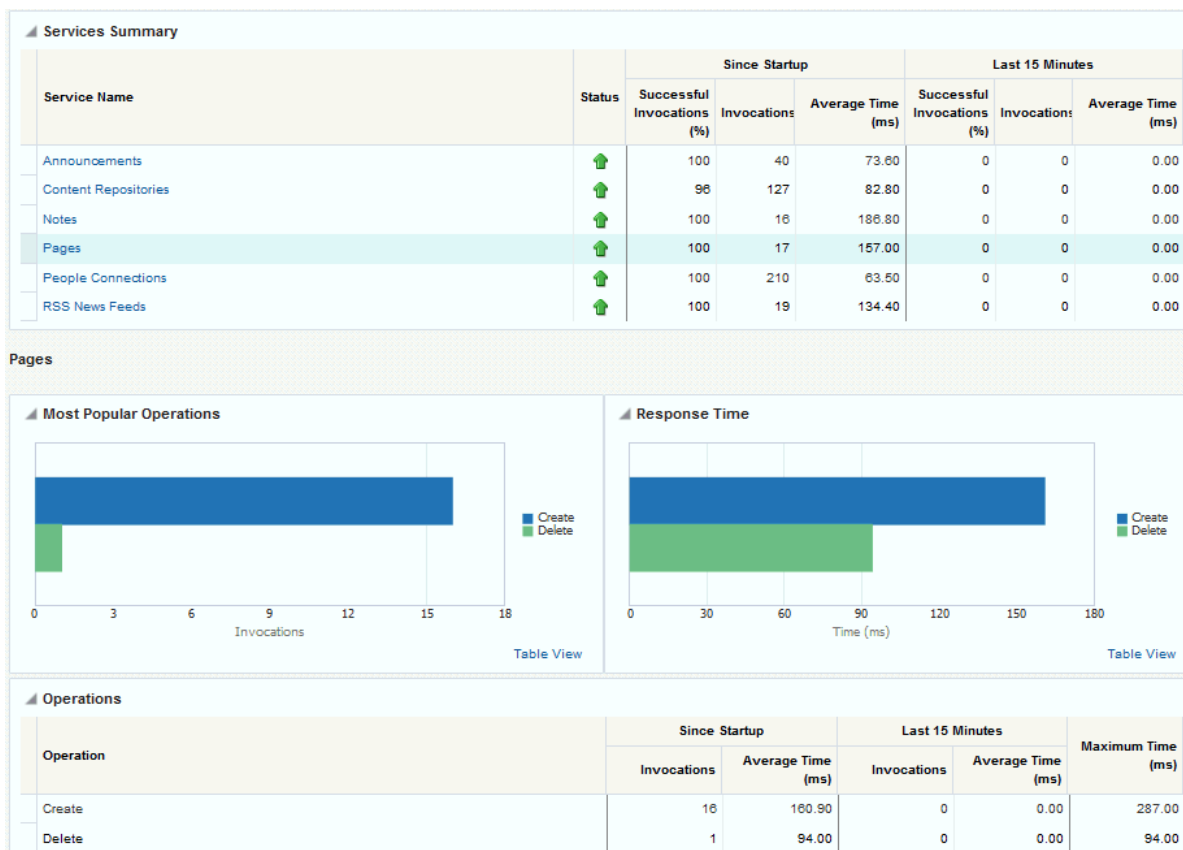 Services Summary
Service Name Status Since Startup Last 15 Minutes
Successful Invocations (%) Invocations Average Time (ms) Successful Invocations (%) Invocations Average Time (ms)
Announcements 100 40 73.60 0 0 0.00
Content Repositories 96 127 82.80 0 0 0.00
Notes 100 16 186.80 0 0 0.00
Pages 100 17 157.00 0 0 0.00
People Connections 100 210 63.50 0 0 0.00
RSS News Feeds 100 19 134.40 0 0 0.00
Pages
Most Popular Operations
Create
Delete
0 3 6 9 12 15 18
Invocations
Table View
Response Time
Create
Delete
0 30 60 90 120 150 180
Time (ms)
Table View
Operations
Operation Since Startup Last 15 Minutes Maximum Time (ms)
Invocations Average Time (ms) Invocations Average Time (ms)
Create 16 160.90 0 0.00 287.00
Delete 1 94.00 0 0.00 94.00